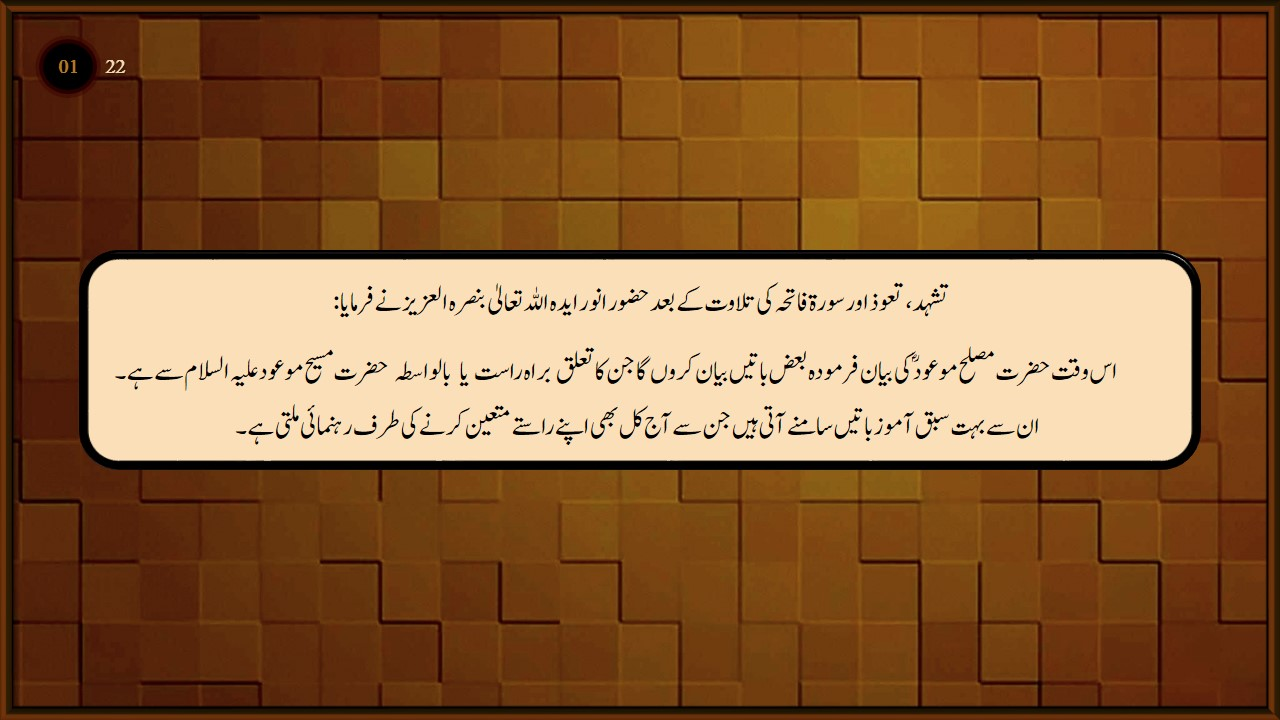 01 22
تشہد، تعوذ اور سورۃ فاتحہ کی تلاوت کے بعد حضور انور ایدہ اللہ تعالیٰ بنصرہ العزیز نے فرمایا:
اس وقت حضرت مصلح موعودؓ کی بیان فرمودہ بعض باتیں بیان کروں گا جن کا تعلق براہ راست یا بالواسطہ حضرت مسیح موعود علیہ السلام سے ہے۔
ان سے بہت سبق آموز باتیں سامنے آتی ہیں جن سے آج کل بھی اپنے راستے متعین کرنے کی طرف رہنمائی ملتی ہے۔